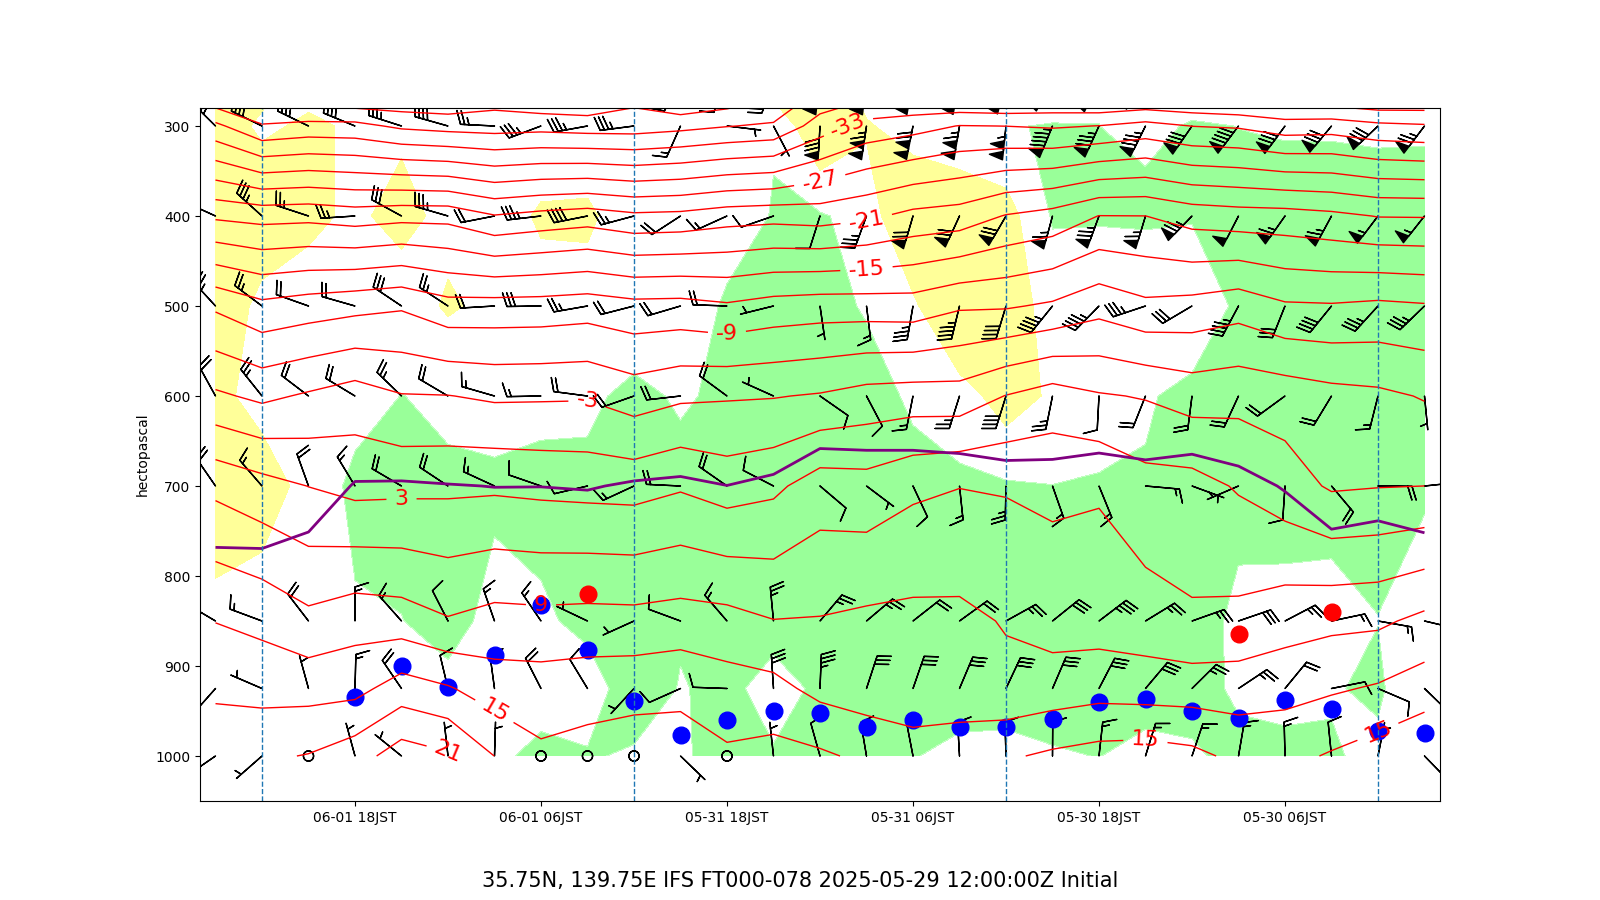 300
400
500
600
700
800
900
1000
hectopascal
-33
-27
-21
-15
-9
-3
3
9
15
21
15
15
06-01 18JST
06-01 06JST
05-31 18JST
05-31 06JST
05-30 18JST
05-30 06JST
35.75N, 139.75E IFS FT000-078 2025-05-29 12:00:00Z Initial